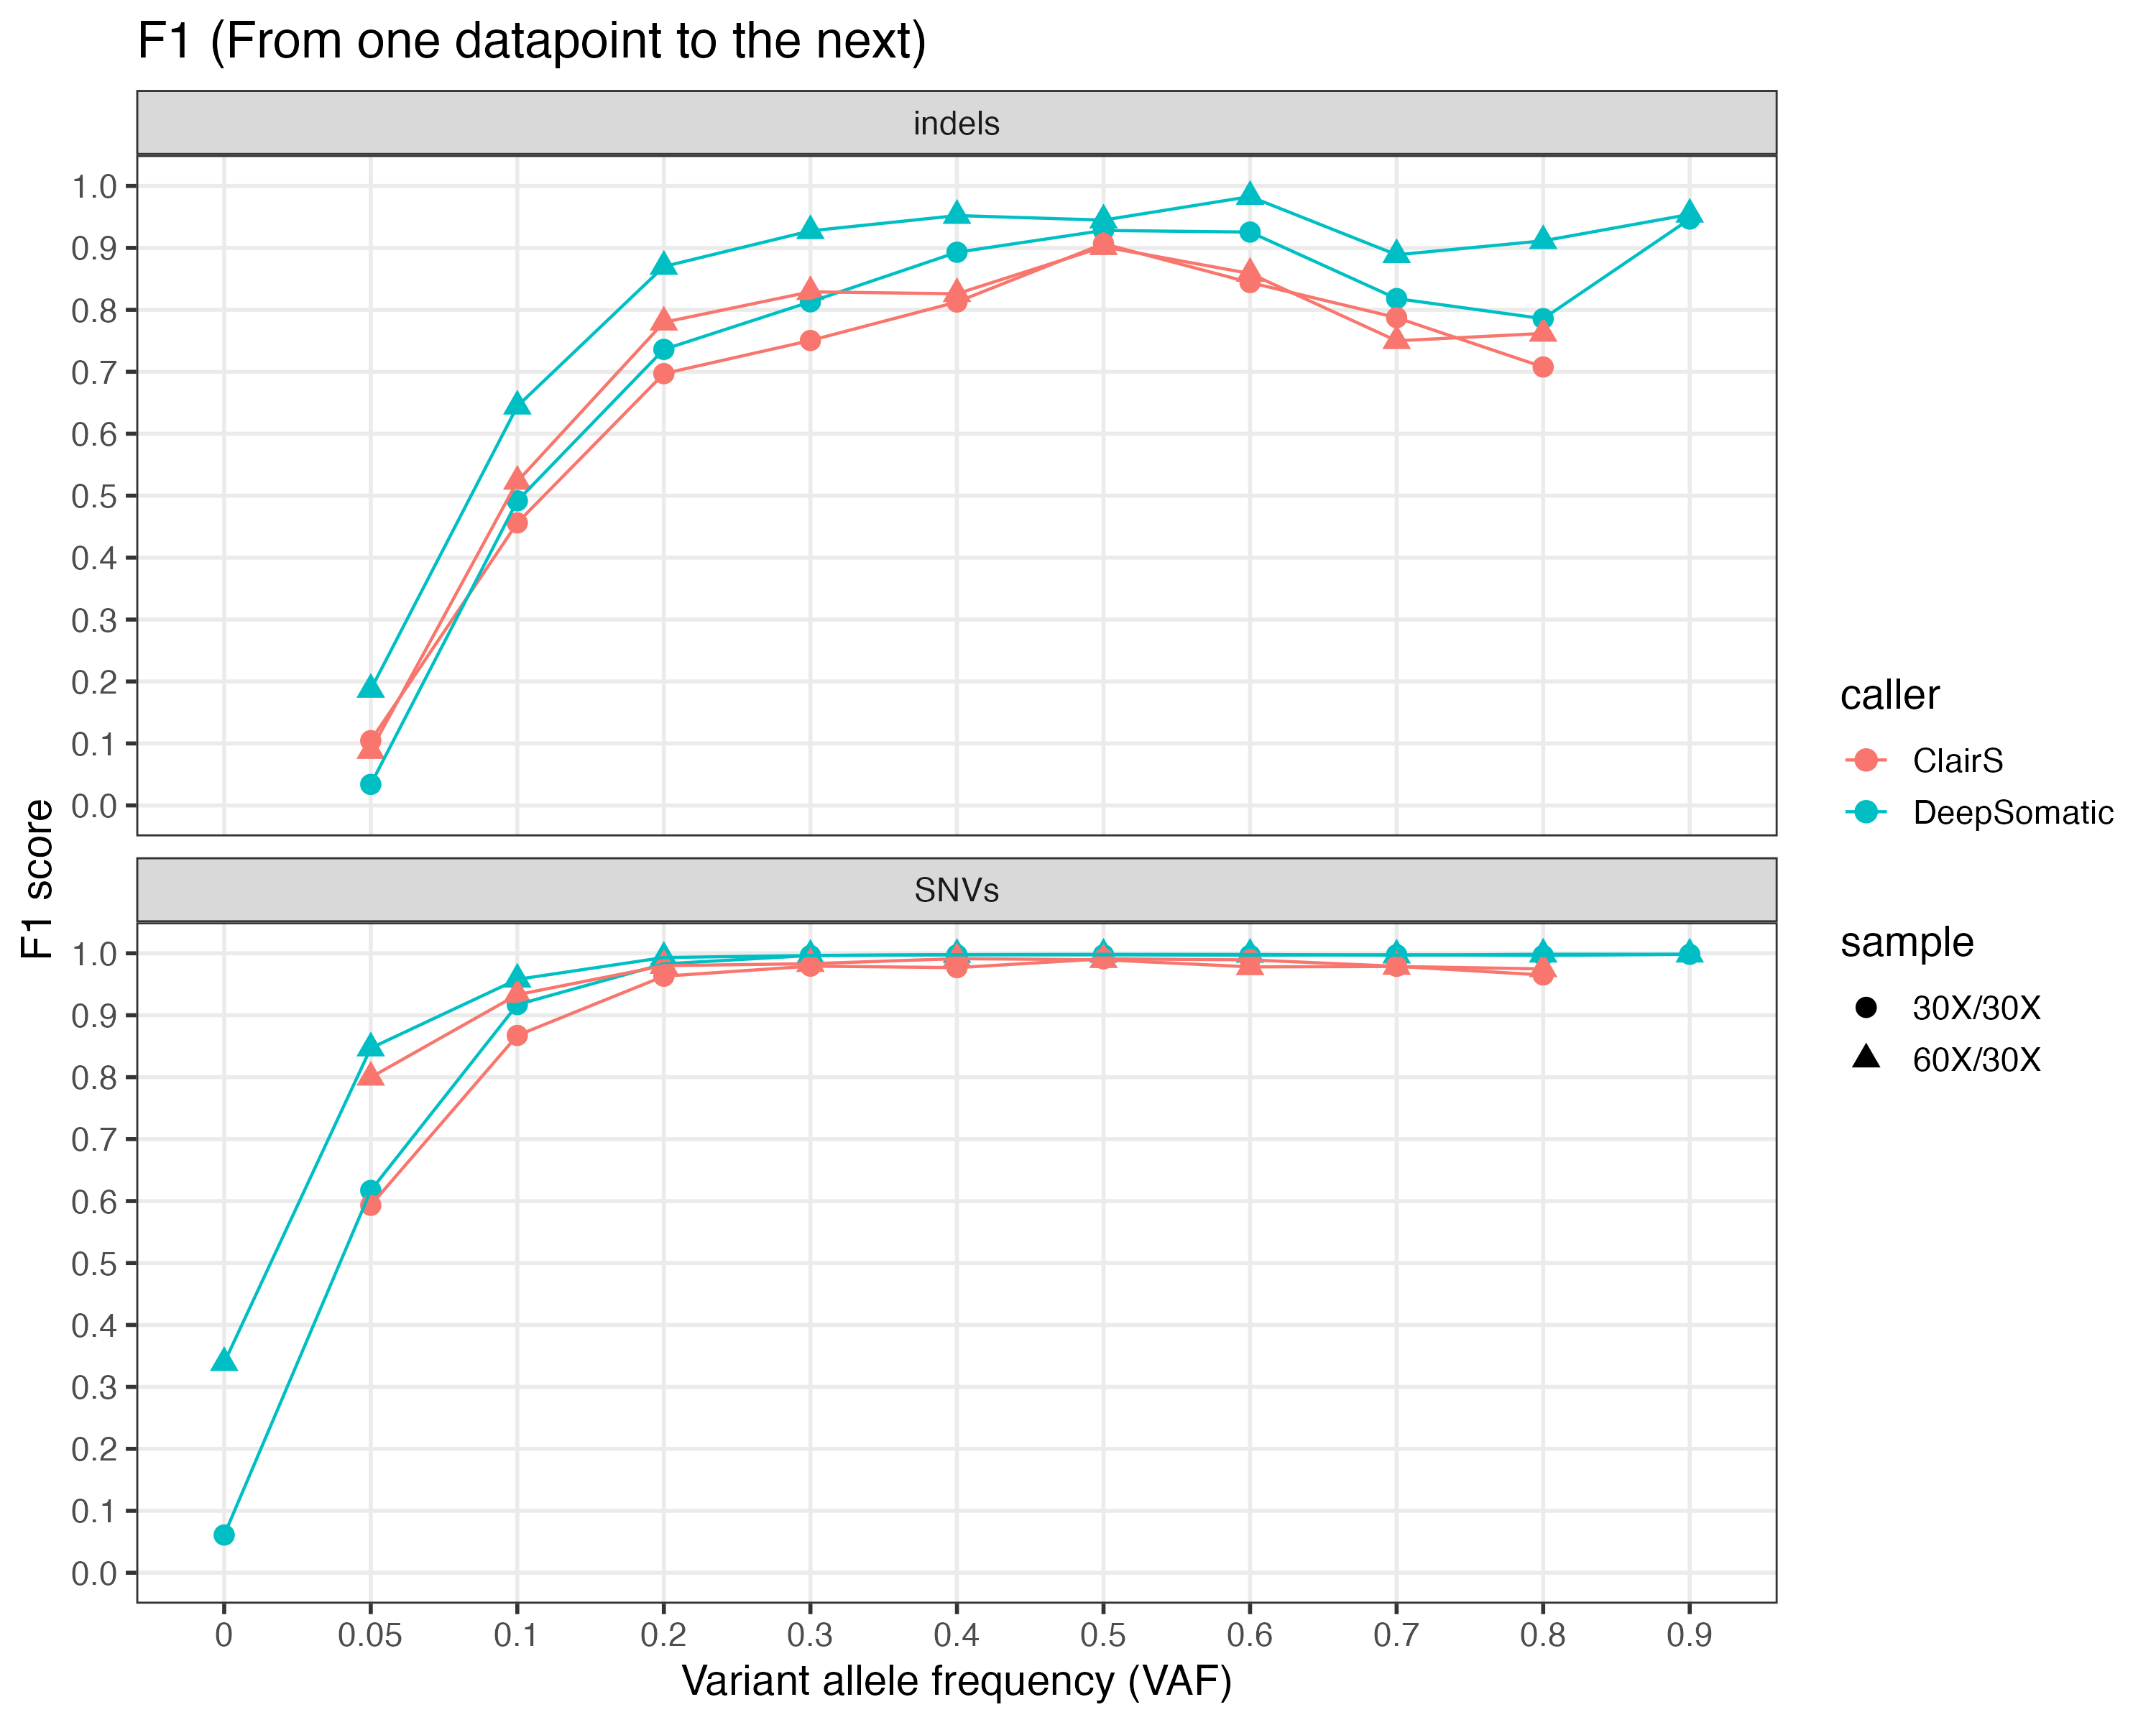 F1 (From one datapoint to the next)
indels
1.0
0.9
0.8
0.7
0.6
0.5
0.4
0.3
0.2
0.1
0.0
SNVs
1.0
0.9
0.8
0.7
0.6
0.5
0.4
0.3
0.2
0.1
0.0
F1 score
0 0.05 0.1 0.2 0.3 0.4 0.5 0.6 0.7 0.8 0.9
Variant allele frequency (VAF)
caller
ClairS
DeepSomatic
sample
30X/30X
60X/30X